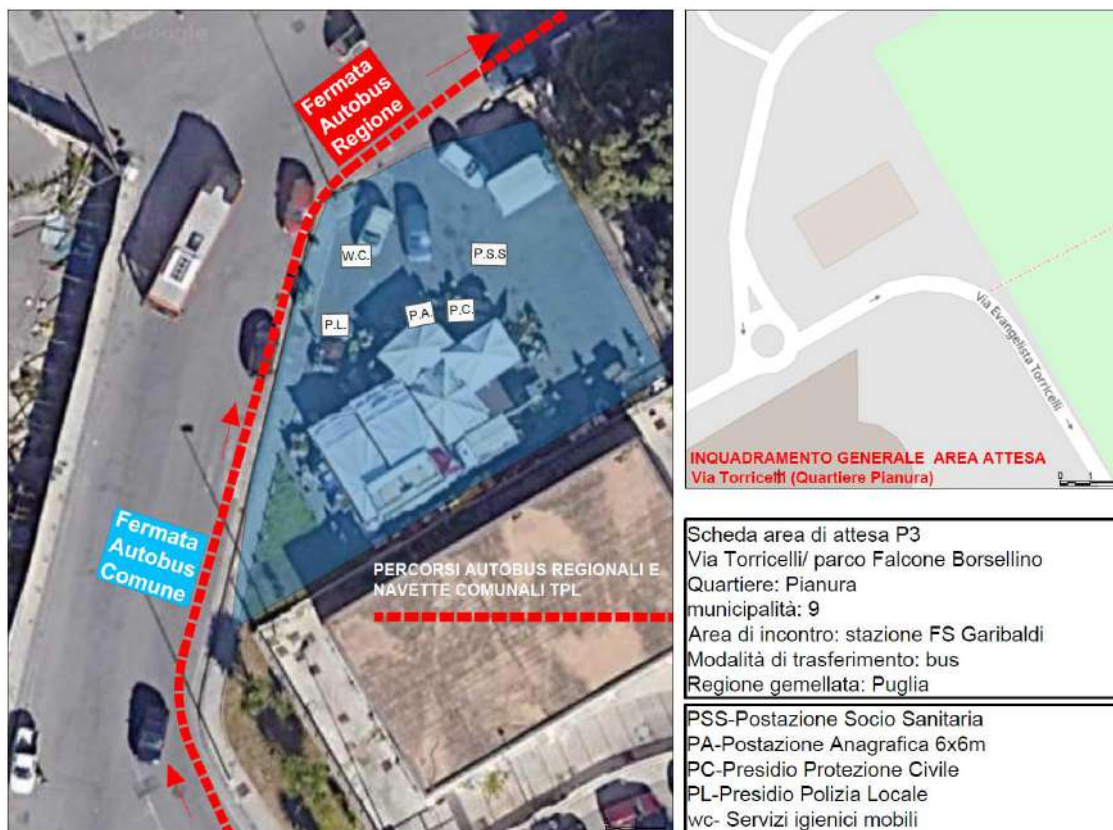 Google
Fermata
Autobus
Regione
W.C.
P.S.S
P.L.
P.A.
P.C.
Fermata
Autobus
Comune
PERCORSI AUTOBUS REGIONALI E
NAVETTE COMUNALI TPL
Via Evangelista Torricelli
INQUADRAMENTO GENERALE AREA ATTESA
Via Torricelli (Quartiere Pianura)
0 1
Scheda area di attesa P3
Via Torricelli/ parco Falcone Borsellino
Quartiere: Pianura
municipalità: 9
Area di incontro: stazione FS Garibaldi
Modalità di trasferimento: bus
Regione gemellata: Puglia
PSS-Postazione Socio Sanitaria
PA-Postazione Anagrafica 6x6m
PC-Presidio Protezione Civile
PL-Presidio Polizia Locale
wc- Servizi igienici mobili